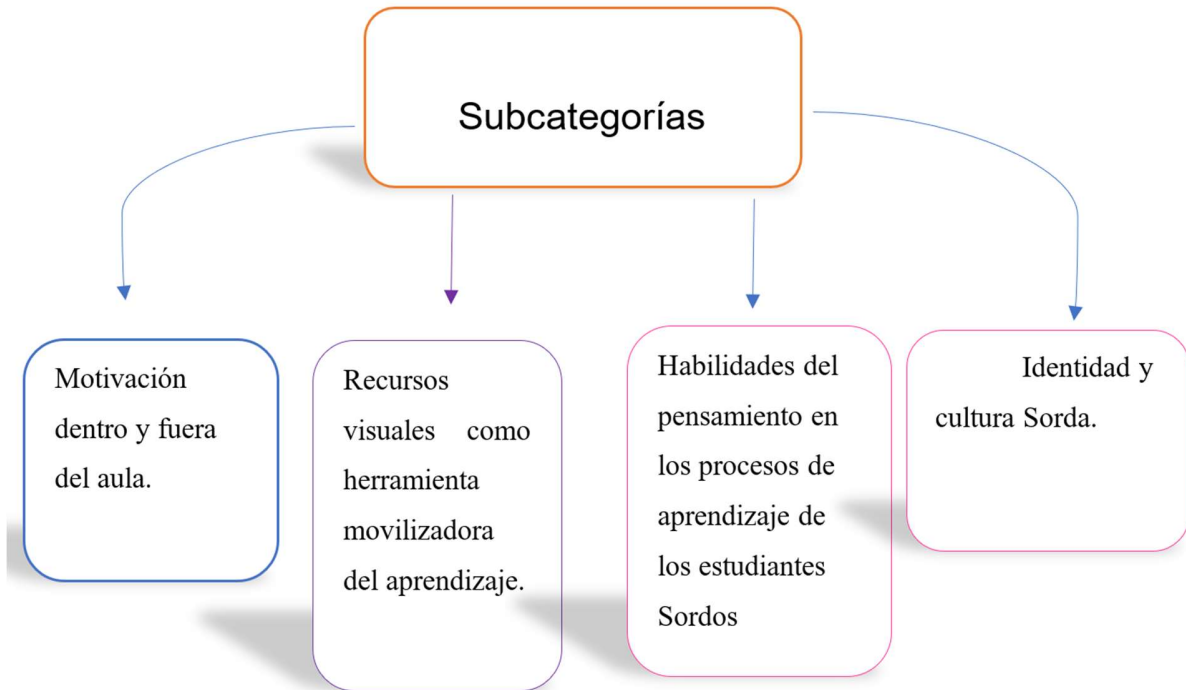 Subcategorías
Motivación
dentro y fuera
del aula.
Recursos
visuales como
herramienta
movilizadora
del aprendizaje.
Habilidades del
pensamiento en
los procesos de
aprendizaje de
los estudiantes
Sordos
Identidad y
cultura Sorda.